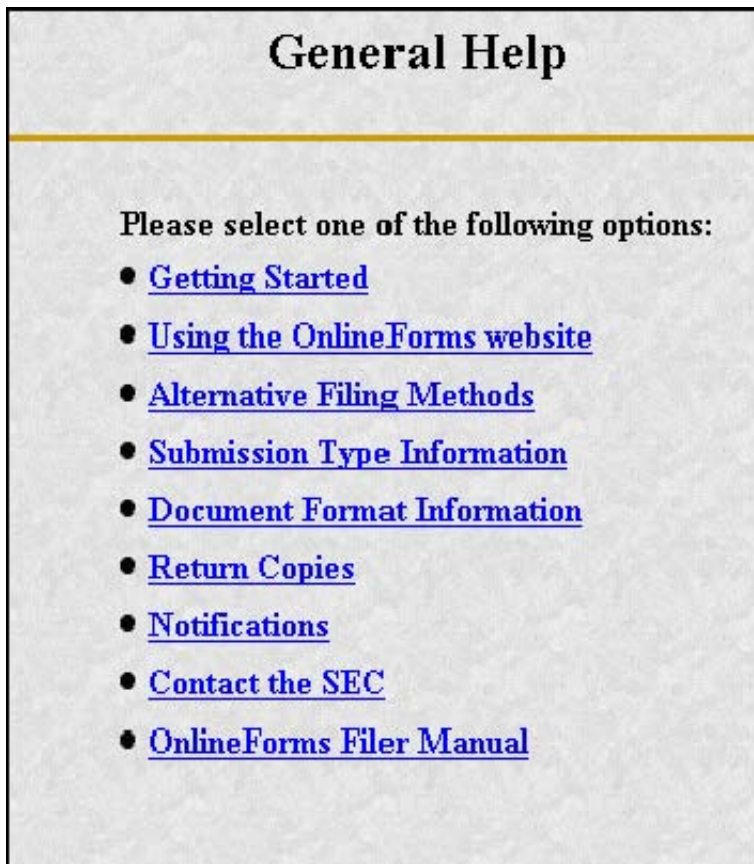 General Help
Please select one of the following options:
Getting Started
Using the OnlineForms website
Alternative Filing Methods
Submission Type Information
Document Format Information
Return Copies
Notifications
Contact the SEC
OnlineForms Filer Manual